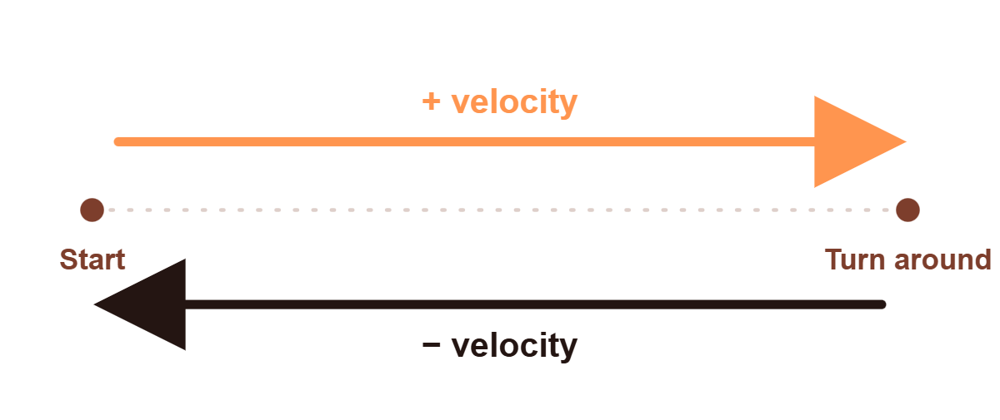 + velocity
Start
Turn around
− velocity